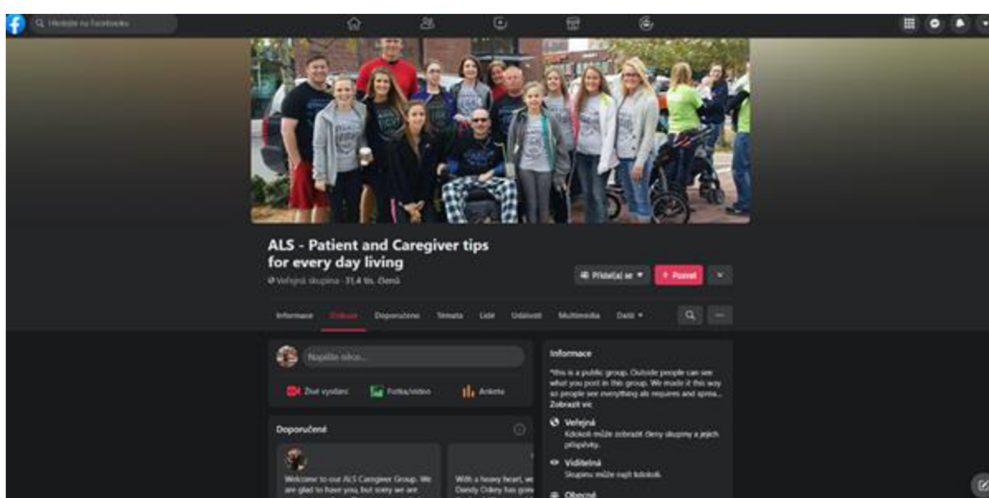 Hledejte na Facebooku
ALS - Patient and Caregiver tips
for every day living
Veřejná skupina · 31,4 tis. členů
Přidal(a) se
+ Pozvat
Informace
Diskuze
Doporučeno
Témata
Lidé
Události
Multimédia
Další
Napište něco...
Živé vysílání
Fotka/video
Anketa
Doporučené
Welcome to our ALS Caregiver Group. We
are glad to have you, but sorry we are
With a heavy heart, we
has gone
Informace
*this is a public group. Outside people can see
what you post in this group. We made it this way
so people see everything als requires and sprea...
Zobrazit víc
Veřejná
Kdokoli může zobrazit členy skupiny a jejich
příspěvky.
Viditelná
Skupinu může najít kdokoli.
Obecné